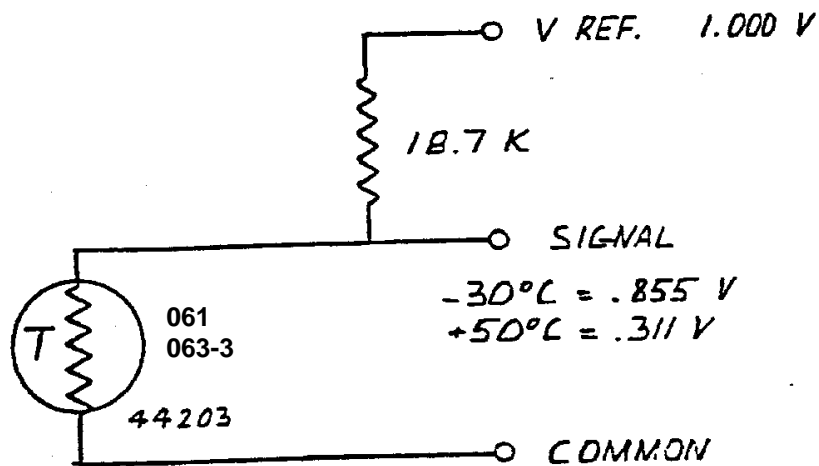 V REF. 1.000 V
18.7 K
SIGNAL
-30°C = .855 V
+50°C = .311 V
061
063-3
T
44203
COMMON